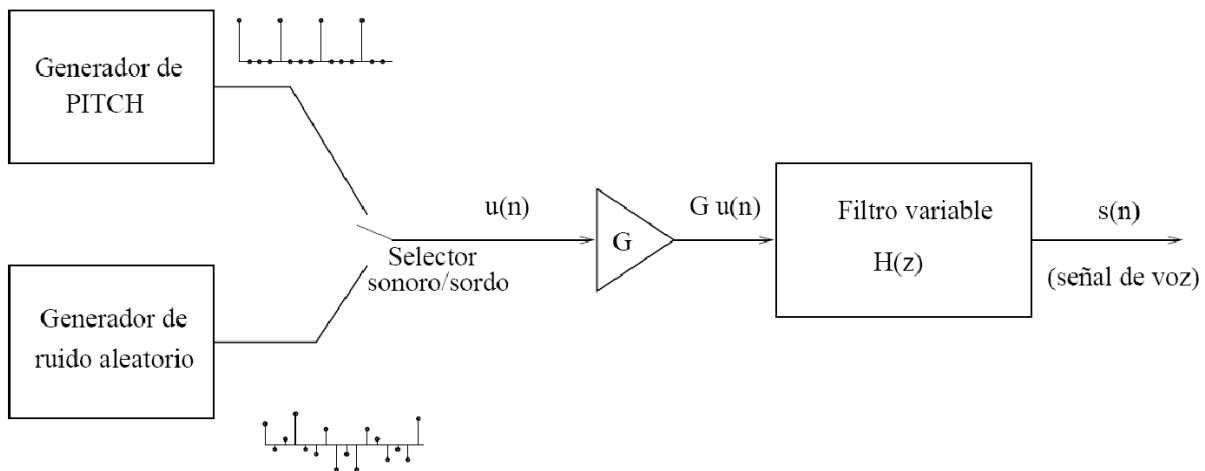 Generador de
PITCH
u(n)
Selector
sonoro/sordo
G
G u(n)
Filtro variable
H(z)
s(n)
(señal de voz)
Generador de
ruido aleatorio